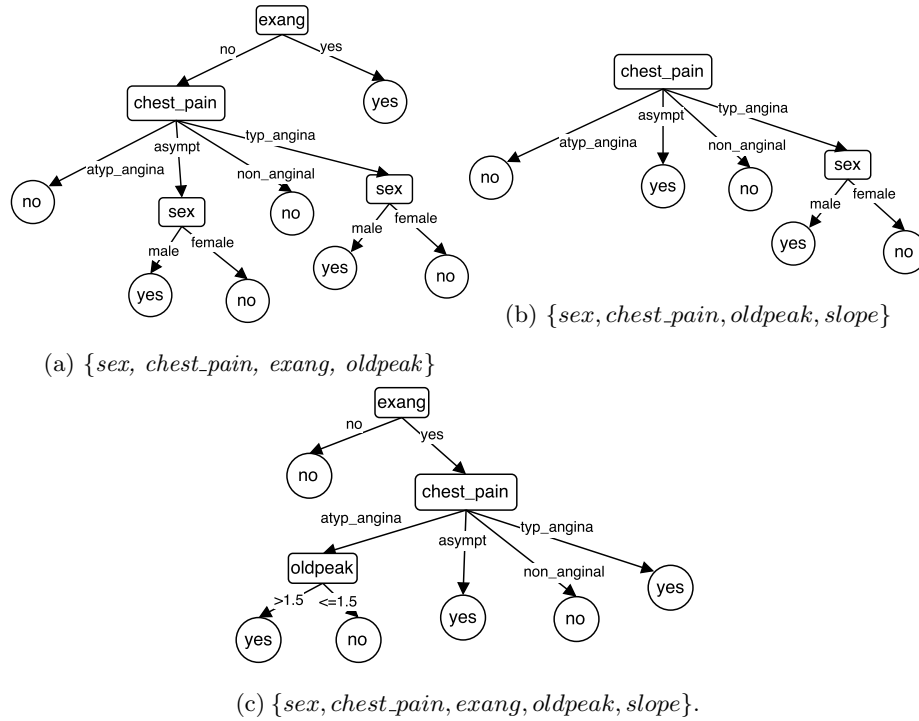 exang
no
yes
chest_pain
yes
typ_angina
asympt
atyp_angina
non_anginal
no
sex
no
sex
male
female
male
female
yes
no
yes
no
(a) {sex, chest_pain, exang, oldpeak}
chest_pain
typ_angina
asympt
atyp_angina
non_anginal
no
yes
no
sex
male
female
yes
no
(b) {sex, chest_pain, oldpeak, slope}
exang
no
yes
no
chest_pain
atyp_angina
typ_angina
asympt
non_anginal
oldpeak
yes
>1.5
<=1.5
yes
no
yes
no
(c) {sex, chest_pain, exang, oldpeak, slope}.